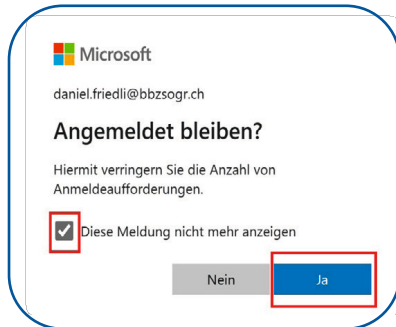 Microsoft
daniel.friedli@bbzsogr.ch
Angemeldet bleiben?
Hiermit verringern Sie die Anzahl von
Anmeldeaufforderungen.
Diese Meldung nicht mehr anzeigen
Nein
Ja